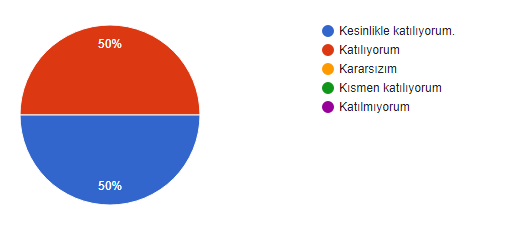 50%
50%
Kesinlikle katılıyorum.
Katılıyorum
Kararsızım
Kısmen katılıyorum
Katılmıyorum